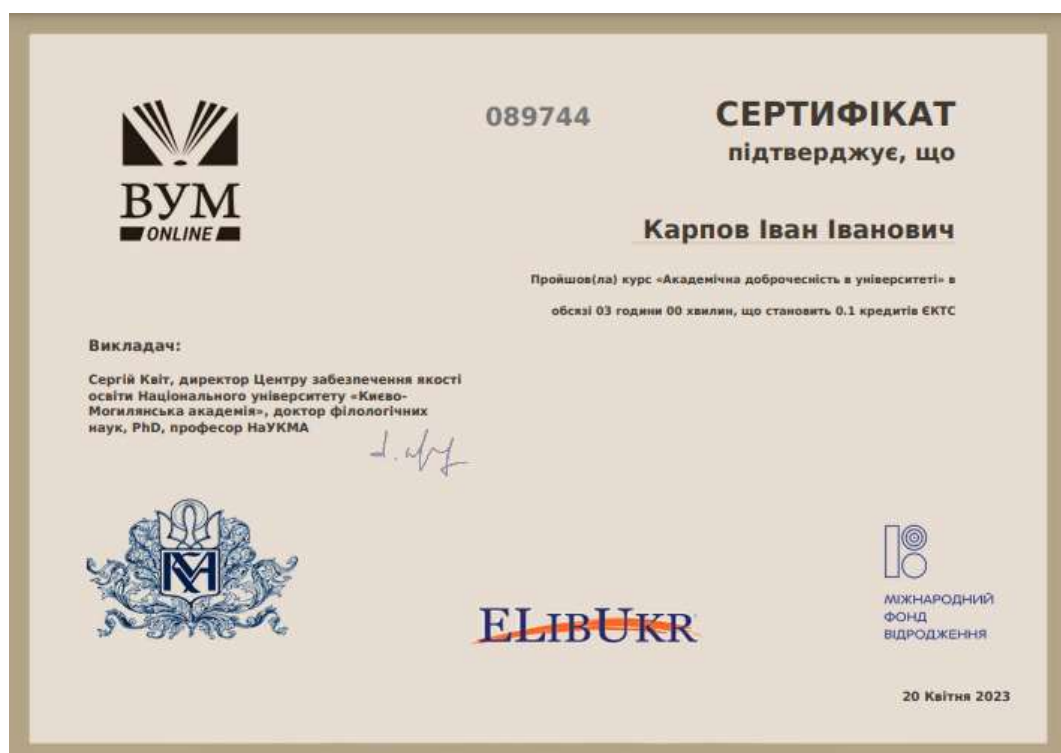 ВУМ
ONLINE
089744
СЕРТИФІКАТ
підтверджує, що
Карпов Іван Іванович
Пройшов(ла) курс «Академічна доброчесність в університеті» в
обсязі 03 години 00 хвилин, що становить 0.1 кредитів ЄКТС
Викладач:
Сергій Квіт, директор Центру забезпечення якості
освіти Національного університету «Києво-
Могилянська академія», доктор філологічних
наук, PhD, професор НаУКМА
ELIBUKR
МІЖНАРОДНИЙ
ФОНД
ВІДРОДЖЕННЯ
20 Квітня 2023